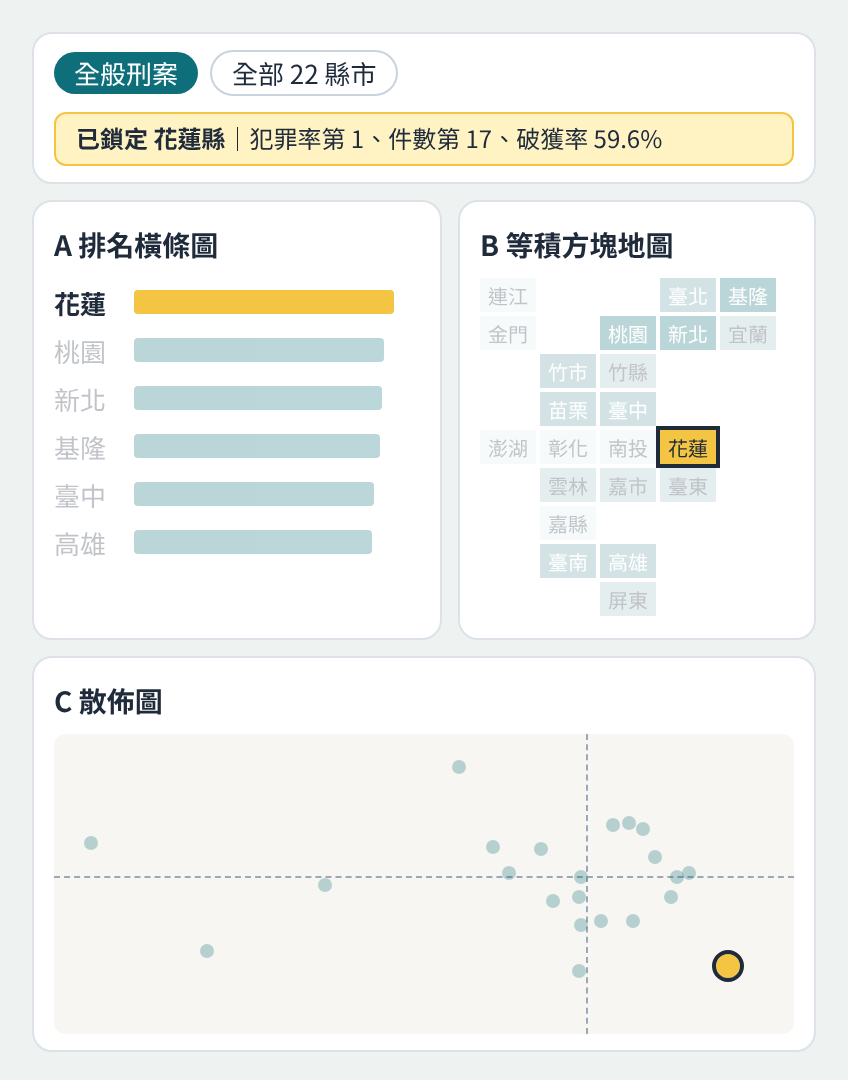 全般刑案 全部 22 縣市
已鎖定 花蓮縣｜犯罪率第 1、件數第 17、破獲率 59.6%
A 排名橫條圖
花蓮
桃園
新北
基隆
臺中
高雄
B 等積方塊地圖
連江 臺北 基隆
金門 桃園 新北 宜蘭
竹市 竹縣
苗栗 臺中
澎湖 彰化 南投 花蓮
雲林 嘉市 臺東
嘉縣
臺南 高雄
屏東
C 散佈圖